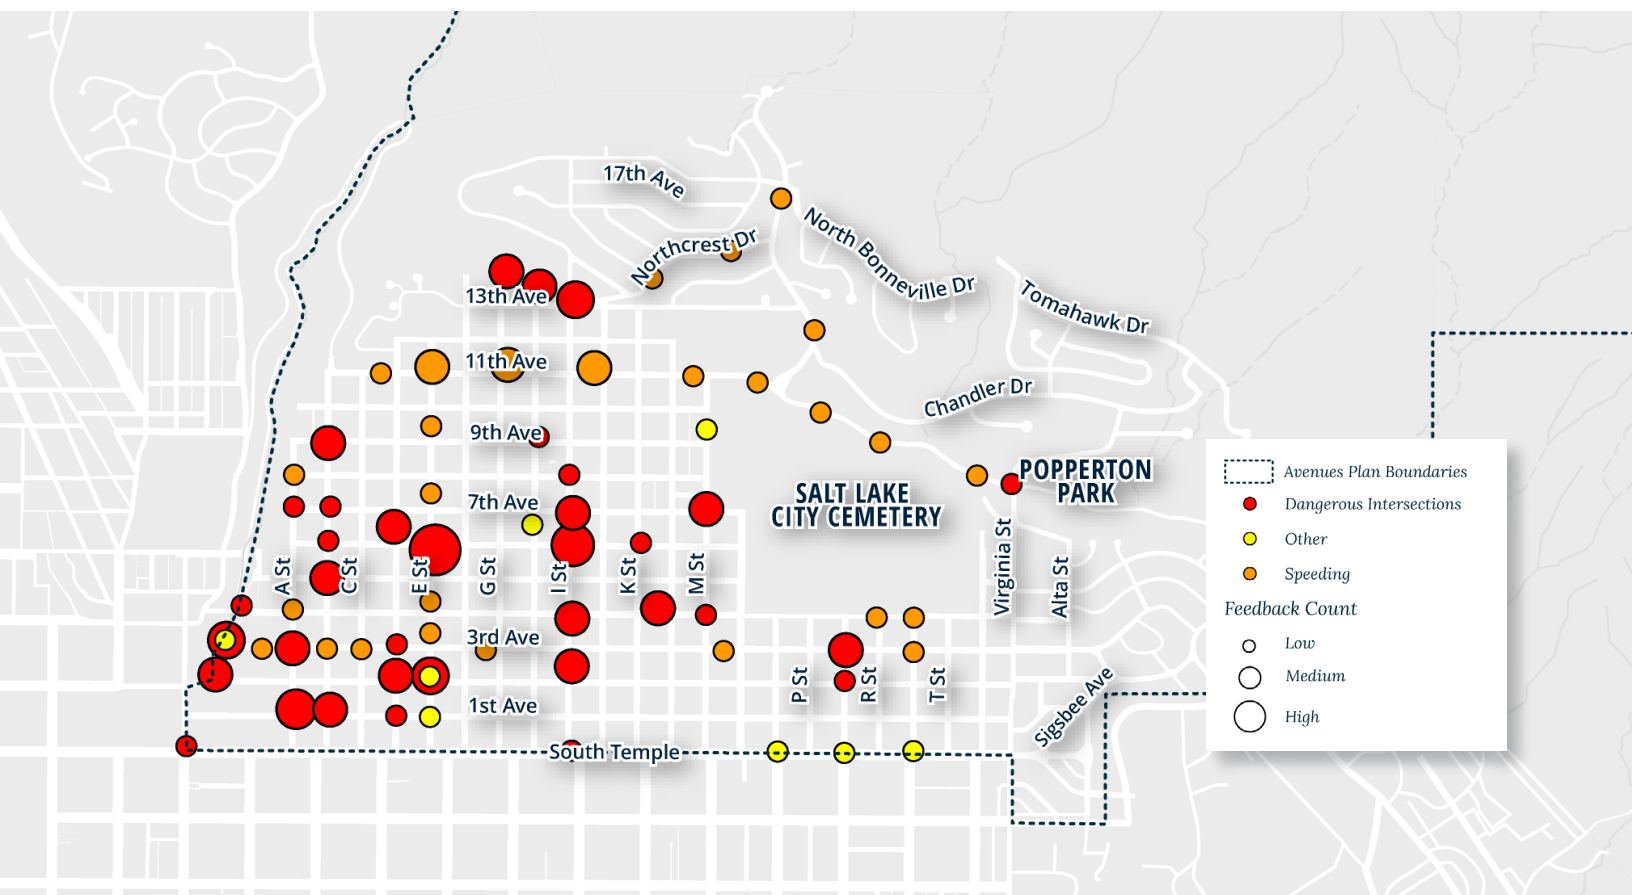 17th Ave
Northcrest Dr
North Bonneville Dr
13th Ave
Tomahawk Dr
11th Ave
Chandler Dr
9th Ave
POPPERTON
PARK
SALT LAKE
CITY CEMETERY
7th Ave
A St
C St
E St
G St
I St
K St
M St
Virginia St
Alta St
3rd Ave
P St
R St
T St
1st Ave
Sigsbee Ave
South Temple
Avenues Plan Boundaries
Dangerous Intersections
Other
Speeding
Feedback Count
Low
Medium
High